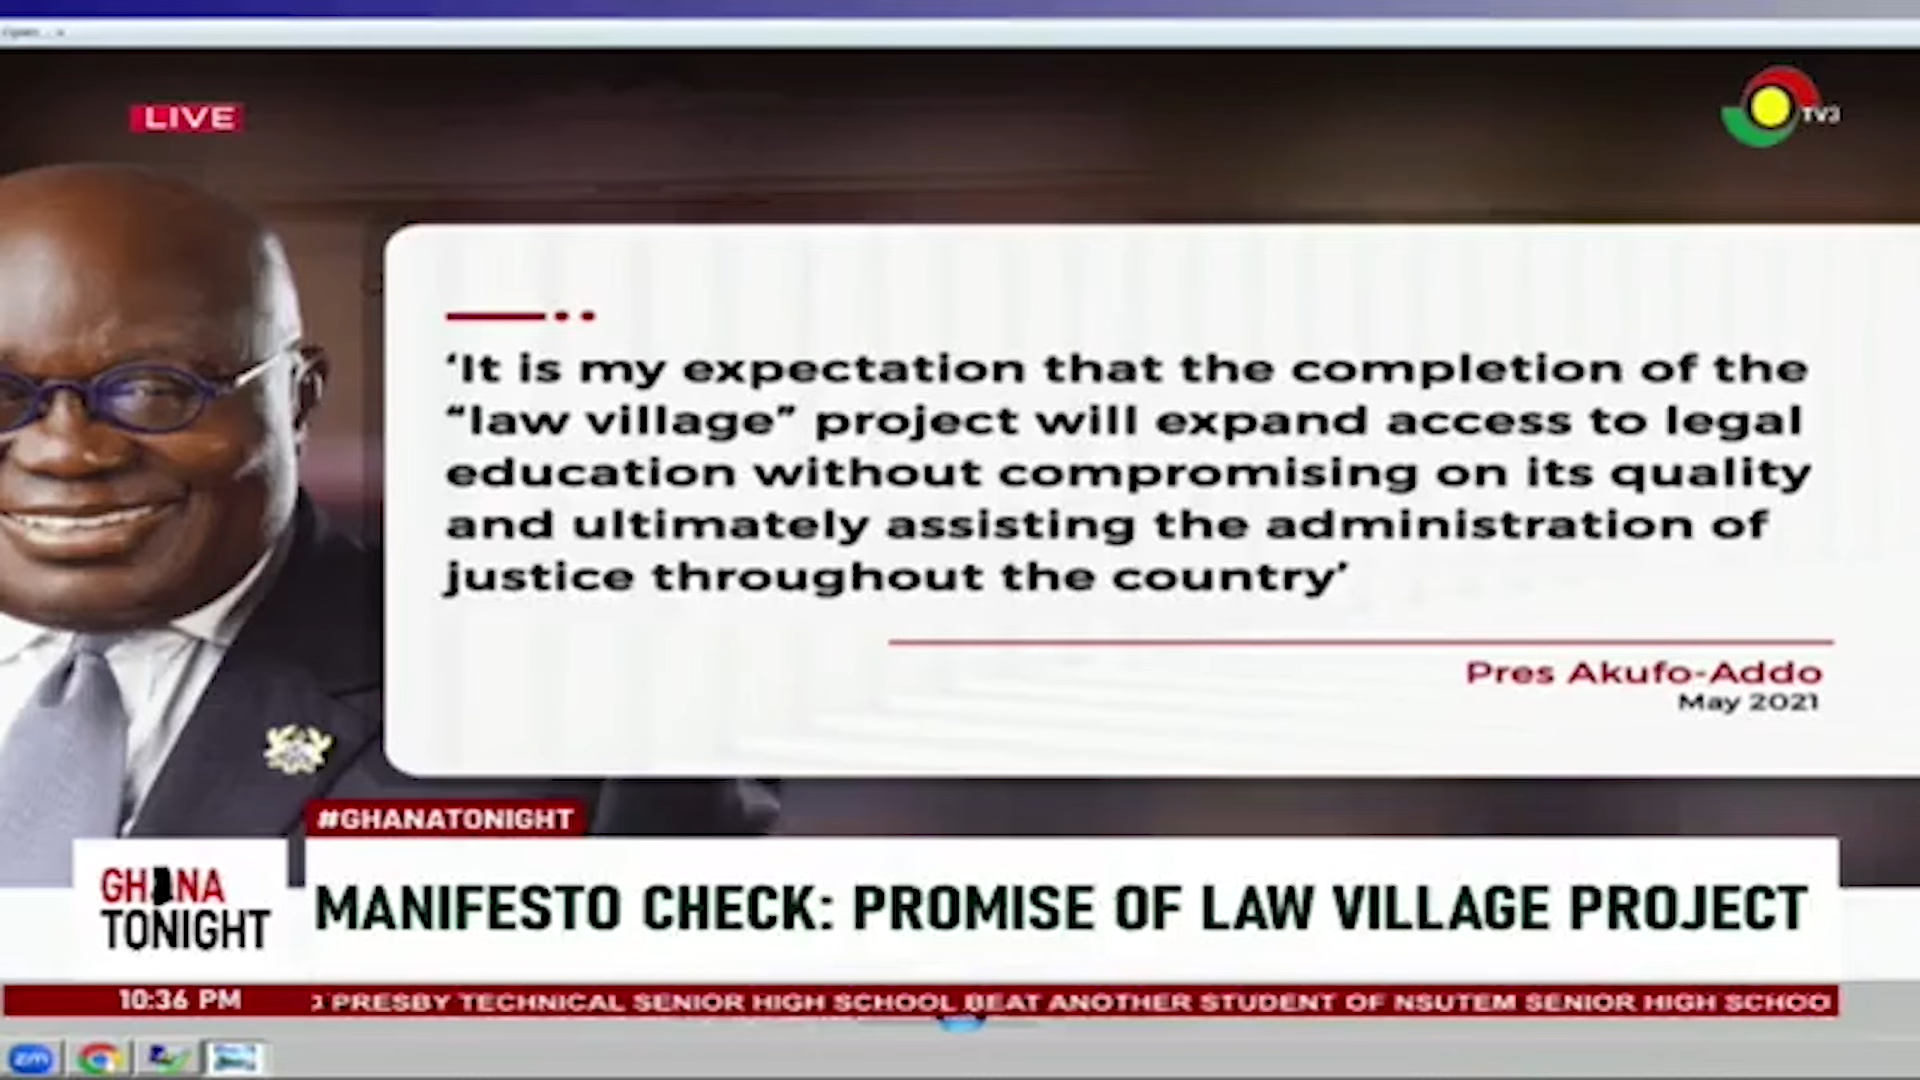 LIVE
TV3
‘It is my expectation that the completion of the
“law village” project will expand access to legal
education without compromising on its quality
and ultimately assisting the administration of
justice throughout the country’
Pres Akufo-Addo
May 2021
#GHANATONIGHT
GHANA
TONIGHT
MANIFESTO CHECK: PROMISE OF LAW VILLAGE PROJECT
10:36 PM
PRESBY TECHNICAL SENIOR HIGH SCHOOL BEAT ANOTHER STUDENT OF NSUTEM SENIOR HIGH SCHOO
zm